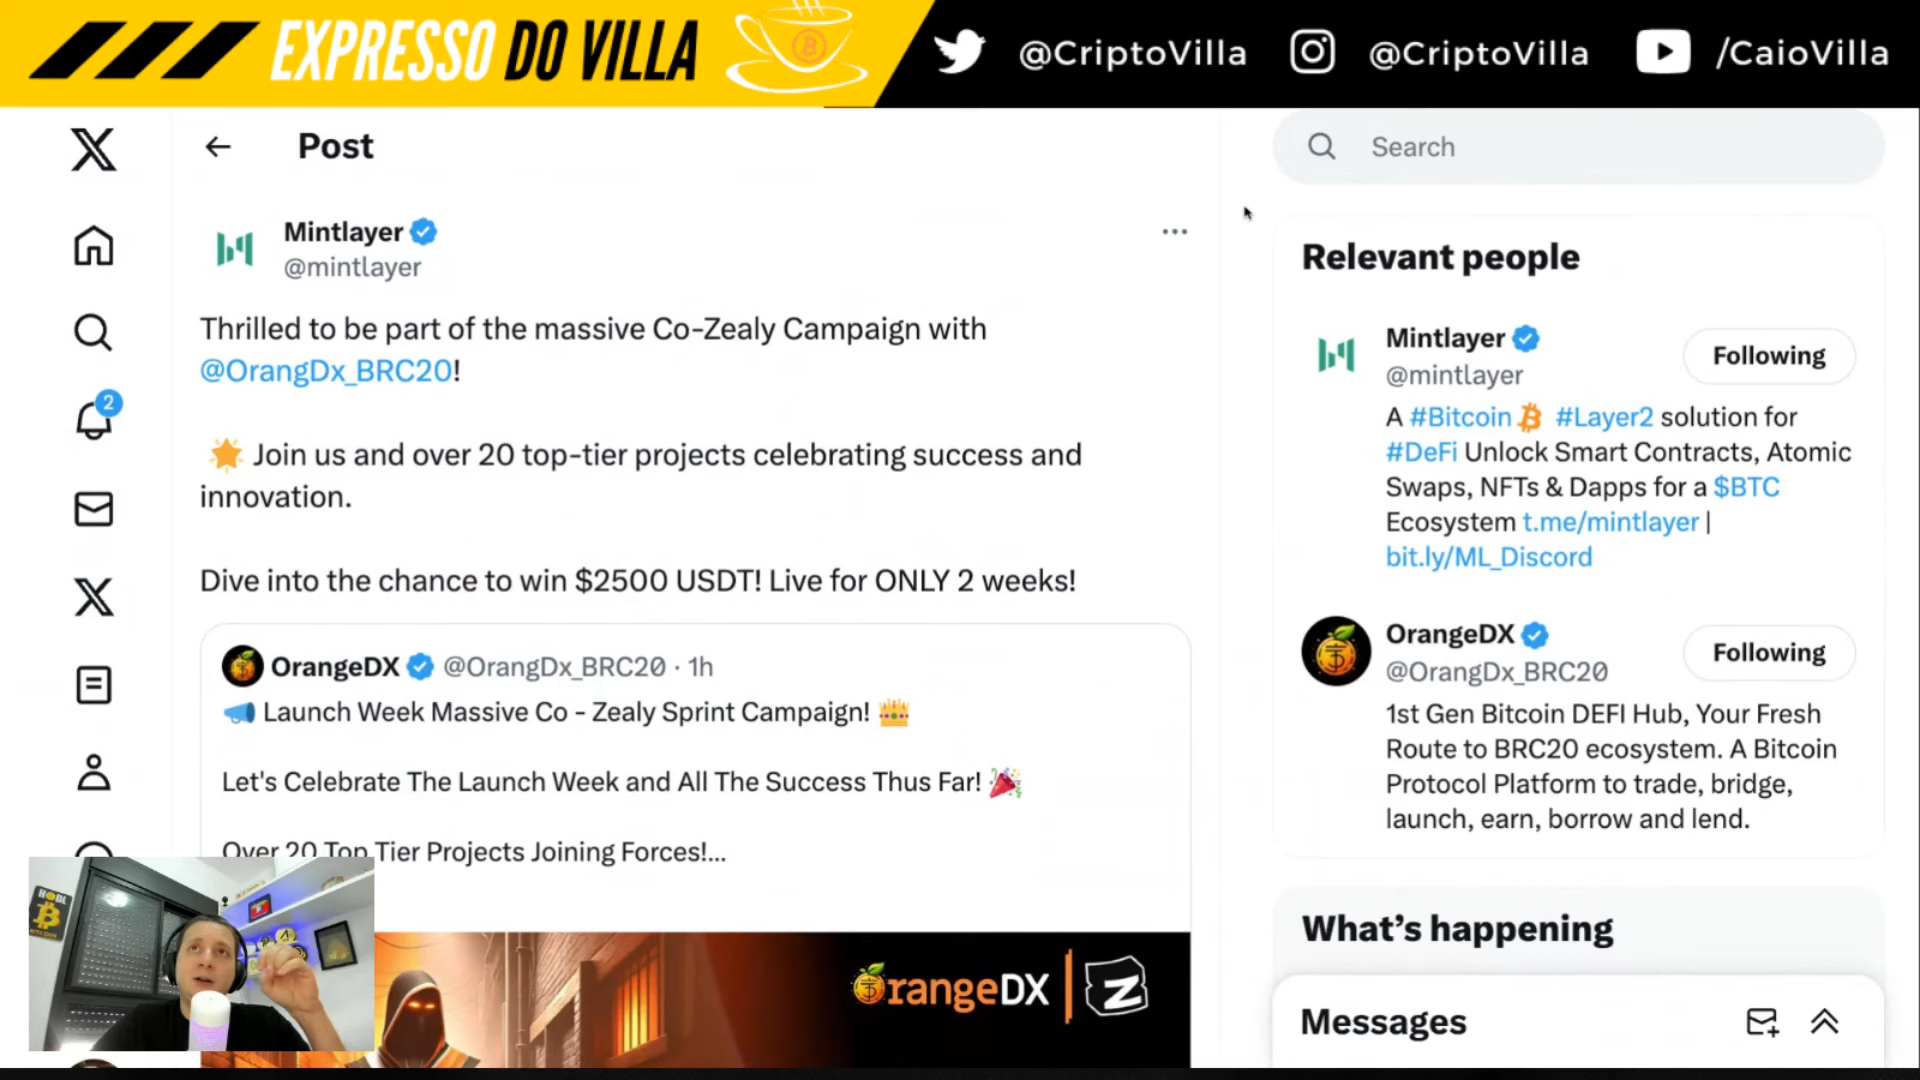 EXPRESSO DO VILLA
@CriptoVilla
@CriptoVilla
/CaioVilla
Post
Search
Mintlayer
@mintlayer
Thrilled to be part of the massive Co-Zealy Campaign with
@OrangDx_BRC20!
Join us and over 20 top-tier projects celebrating success and
innovation.
Dive into the chance to win $2500 USDT! Live for ONLY 2 weeks!
OrangeDX @OrangDx_BRC20 · 1h
Launch Week Massive Co - Zealy Sprint Campaign!
Let's Celebrate The Launch Week and All The Success Thus Far!
Over 20 Top Tier Projects Joining Forces!...
OrangeDX | Z
2
Relevant people
Mintlayer
@mintlayer
Following
A #Bitcoin #Layer2 solution for
#DeFi Unlock Smart Contracts, Atomic
Swaps, NFTs & Dapps for a $BTC
Ecosystem t.me/mintlayer |
bit.ly/ML_Discord
OrangeDX
@OrangDx_BRC20
Following
1st Gen Bitcoin DEFI Hub, Your Fresh
Route to BRC20 ecosystem. A Bitcoin
Protocol Platform to trade, bridge,
launch, earn, borrow and lend.
What's happening
Messages
HODL
BITCOIN